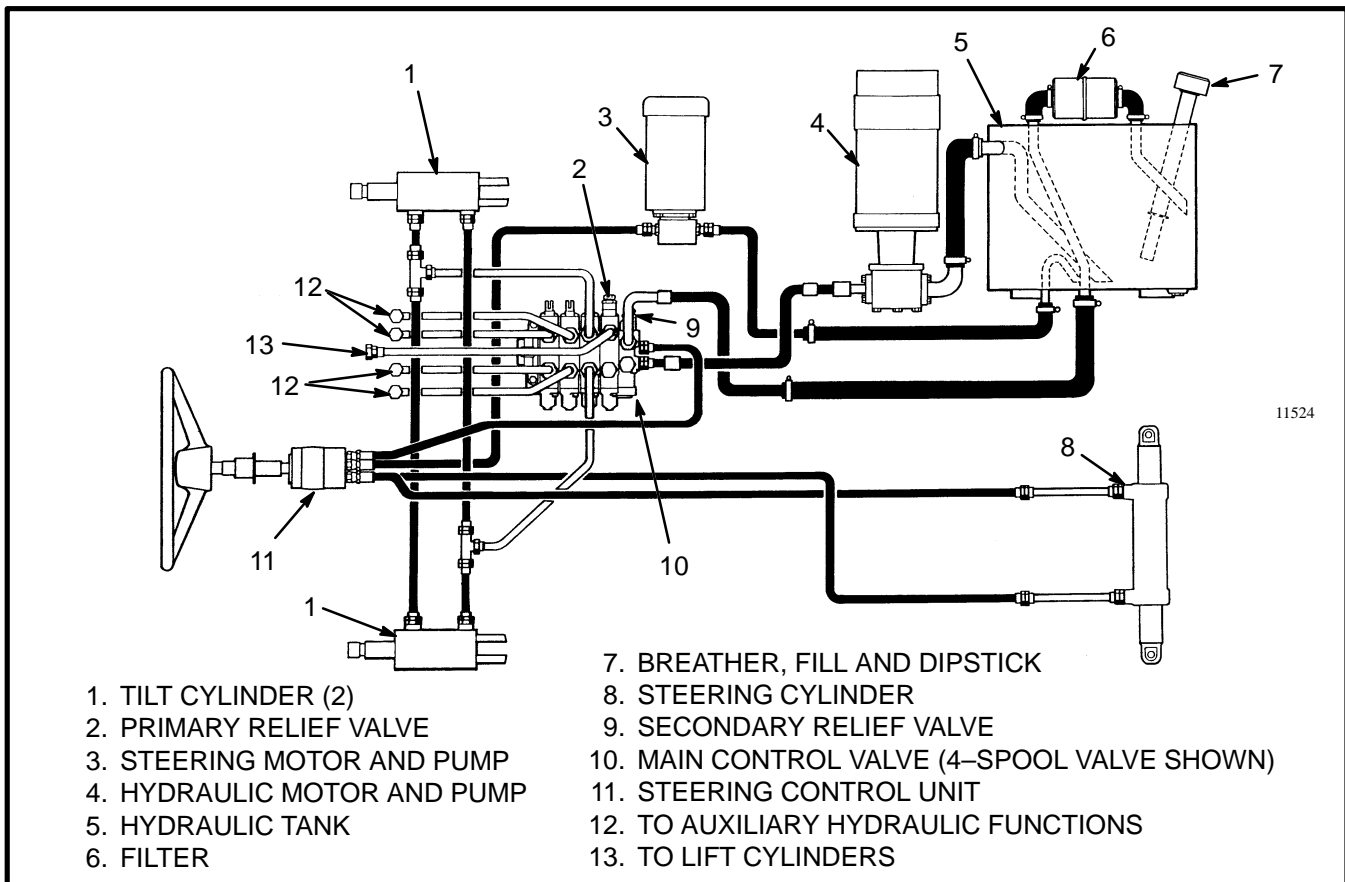 1
2
3
4
5
6
7
12
13
12
9
8
11
10
1
11524
1. TILT CYLINDER (2)
2. PRIMARY RELIEF VALVE
3. STEERING MOTOR AND PUMP
4. HYDRAULIC MOTOR AND PUMP
5. HYDRAULIC TANK
6. FILTER
7. BREATHER, FILL AND DIPSTICK
8. STEERING CYLINDER
9. SECONDARY RELIEF VALVE
10. MAIN CONTROL VALVE (4–SPOOL VALVE SHOWN)
11. STEERING CONTROL UNIT
12. TO AUXILIARY HYDRAULIC FUNCTIONS
13. TO LIFT CYLINDERS